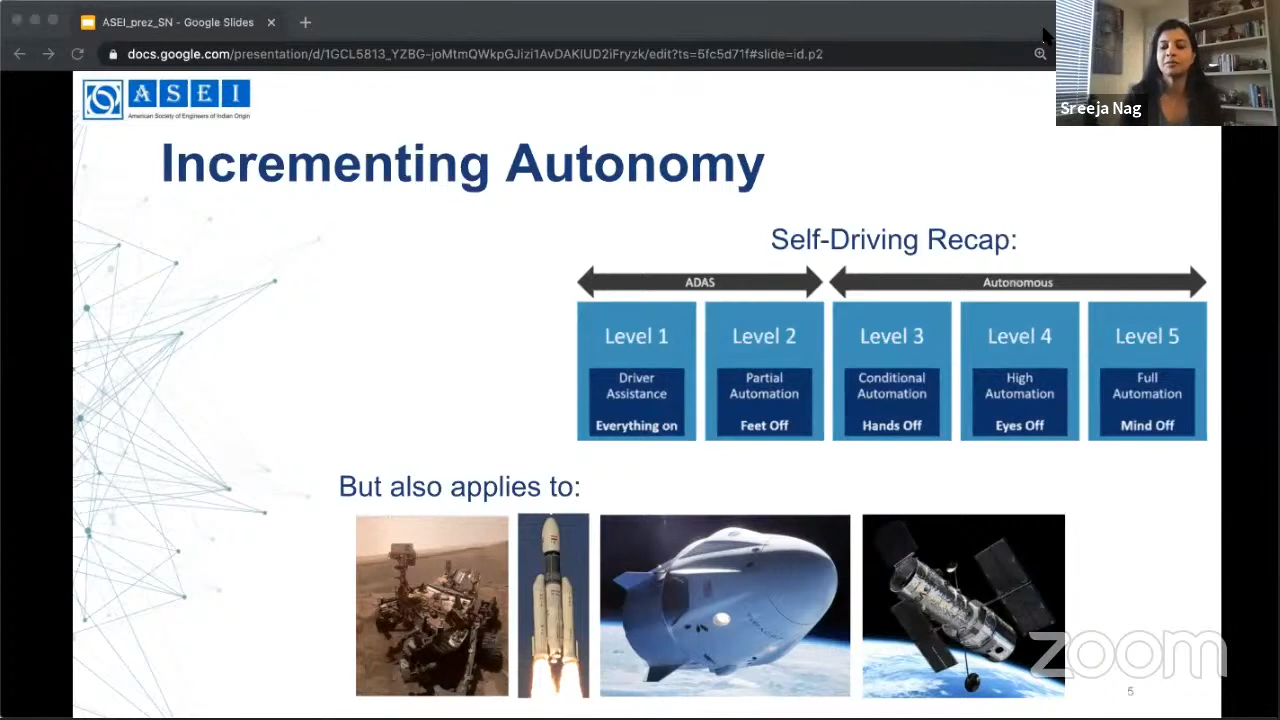 ASEI_prez_SN - Google Slides
docs.google.com/presentation/d/1GCL5813_YZBG-joMtmQWkpGJizi1AvDAKIUD2iFryzk/edit?ts=5fc5d71f#slide=id.p2
Sreeja Nag
ASEI
American Society of Engineers of Indian Origin
Incrementing Autonomy
Self-Driving Recap:
ADAS
Autonomous
Level 1
Driver
Assistance
Everything on
Level 2
Partial
Automation
Feet Off
Level 3
Conditional
Automation
Hands Off
Level 4
High
Automation
Eyes Off
Level 5
Full
Automation
Mind Off
But also applies to:
zoom
5